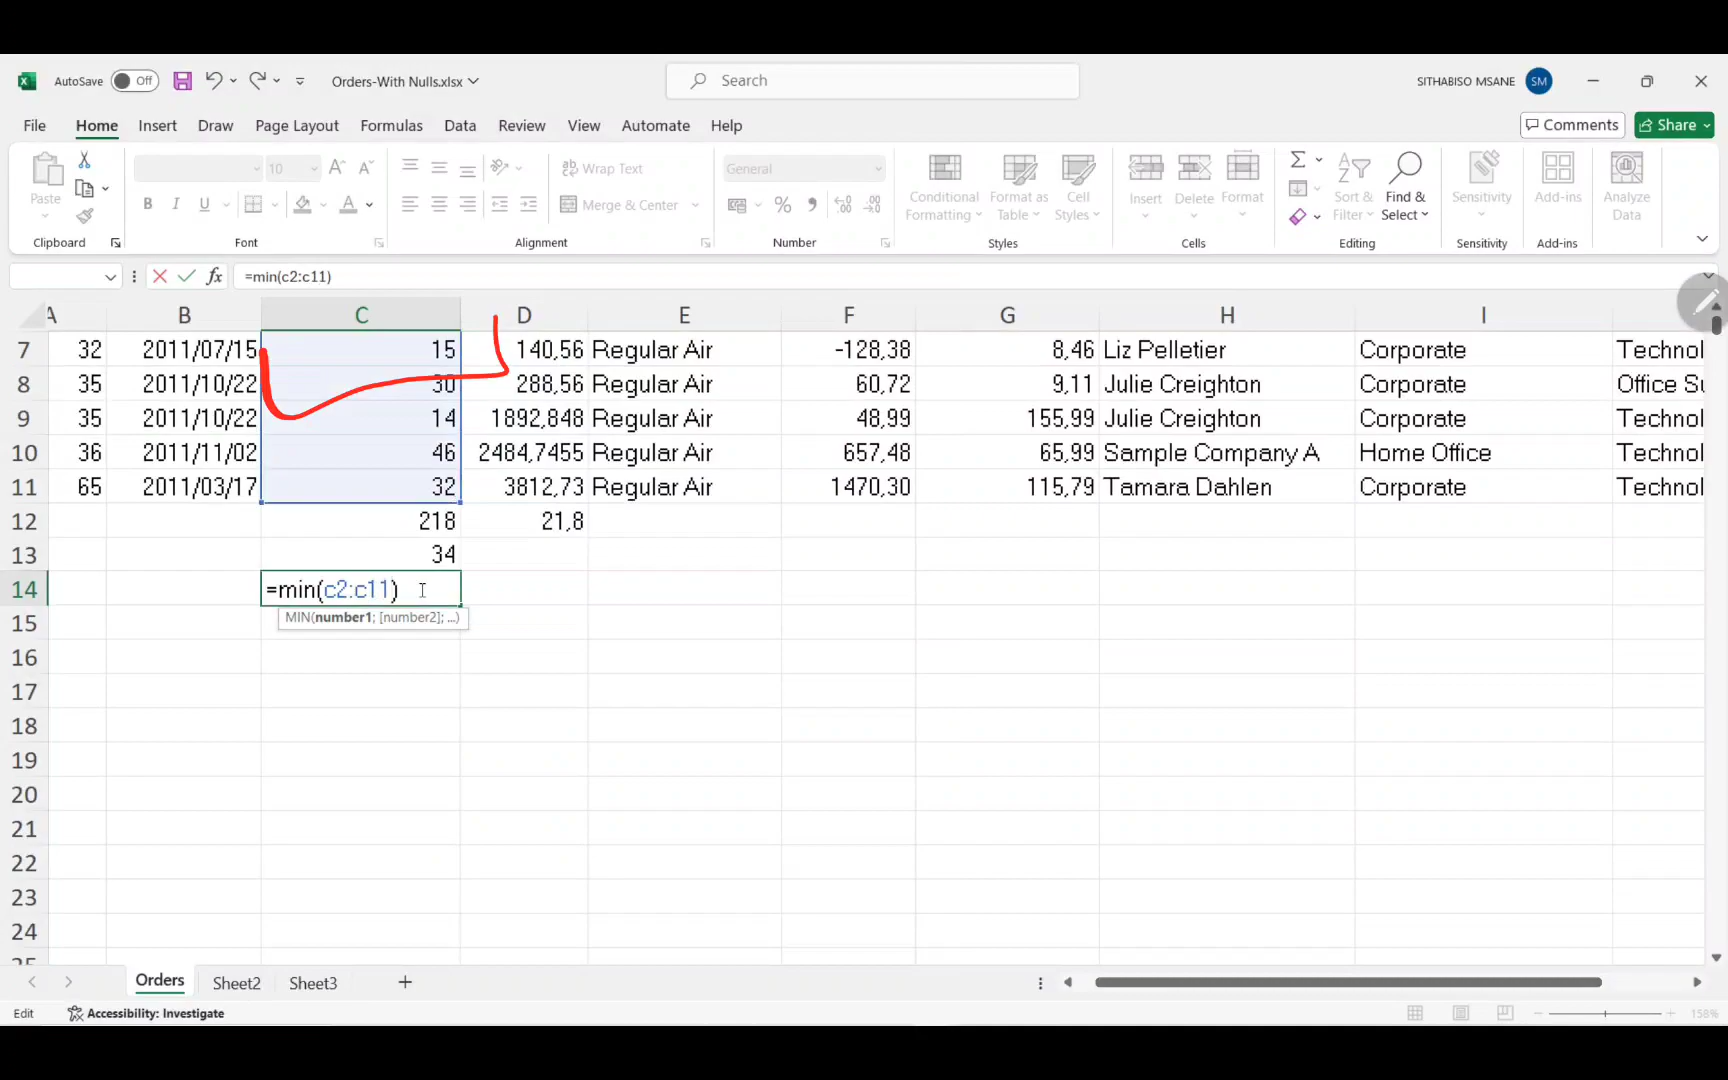 AutoSave Off Orders-With Nulls.xlsx Search SITHABISO MSANE SM
File Home Insert Draw Page Layout Formulas Data Review View Automate Help Comments Share
Paste 10 Wrap Text General Conditional Formatting Format as Table Cell Styles Insert Delete Format Sort & Filter Find & Select Sensitivity Add-ins Analyze Data
B I U A Merge & Center %
Clipboard Font Alignment Number Styles Cells Editing Sensitivity Add-ins
fx =min(c2:c11)
A B C D E F G H I
7 32 2011/07/15 15 140,56 Regular Air -128,38 8,46 Liz Pelletier Corporate Technol
8 35 2011/10/22 30 288,56 Regular Air 60,72 9,11 Julie Creighton Corporate Office Su
9 35 2011/10/22 14 1892,848 Regular Air 48,99 155,99 Julie Creighton Corporate Technol
10 36 2011/11/02 46 2484,7455 Regular Air 657,48 65,99 Sample Company A Home Office Technol
11 65 2011/03/17 32 3812,73 Regular Air 1470,30 115,79 Tamara Dahlen Corporate Technol
12 218 21,8
13 34
14 =min(c2:c11)
MIN(number1; [number2]; ...)
15
16
17
18
19
20
21
22
23
24
25
Orders Sheet2 Sheet3 +
Edit Accessibility: Investigate 158%